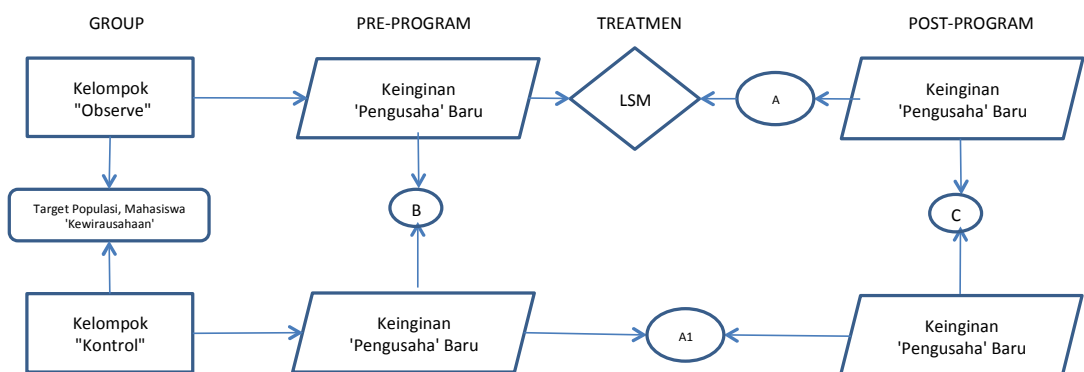 GROUP
PRE-PROGRAM
TREATMEN
POST-PROGRAM
Kelompok
"Observe"
Keinginan
'Pengusaha' Baru
LSM
A
Keinginan
'Pengusaha' Baru
Target Populasi, Mahasiswa
'Kewirausahaan'
B
C
Kelompok
"Kontrol"
Keinginan
'Pengusaha' Baru
A1
Keinginan
'Pengusaha' Baru